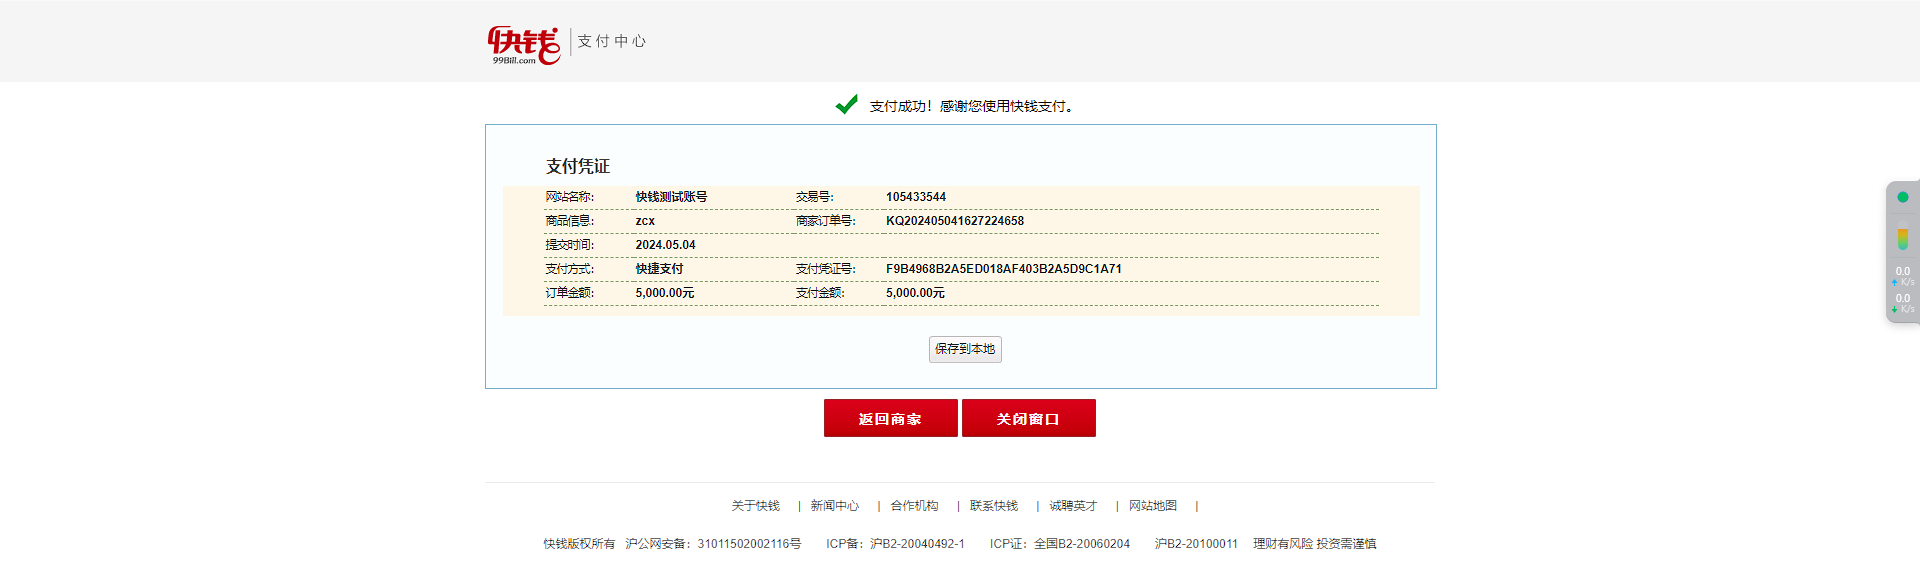 快钱 支付中心
99Bill.com
支付成功！感谢您使用快钱支付。
支付凭证
网站名称: 快钱测试账号 交易号: 105433544
商品信息: zcx 商家订单号: KQ202405041627224658
提交时间: 2024.05.04
支付方式: 快捷支付 支付凭证号: F9B4968B2A5ED018AF403B2A5D9C1A71
订单金额: 5,000.00元 支付金额: 5,000.00元
保存到本地
返回商家 关闭窗口
关于快钱 | 新闻中心 | 合作机构 | 联系快钱 | 诚聘英才 | 网站地图 |
快钱版权所有 沪公网安备：31011502002116号 ICP备：沪B2-20040492-1 ICP证：全国B2-20060204 沪B2-20100011 理财有风险 投资需谨慎
0.0
K/s
0.0
K/s